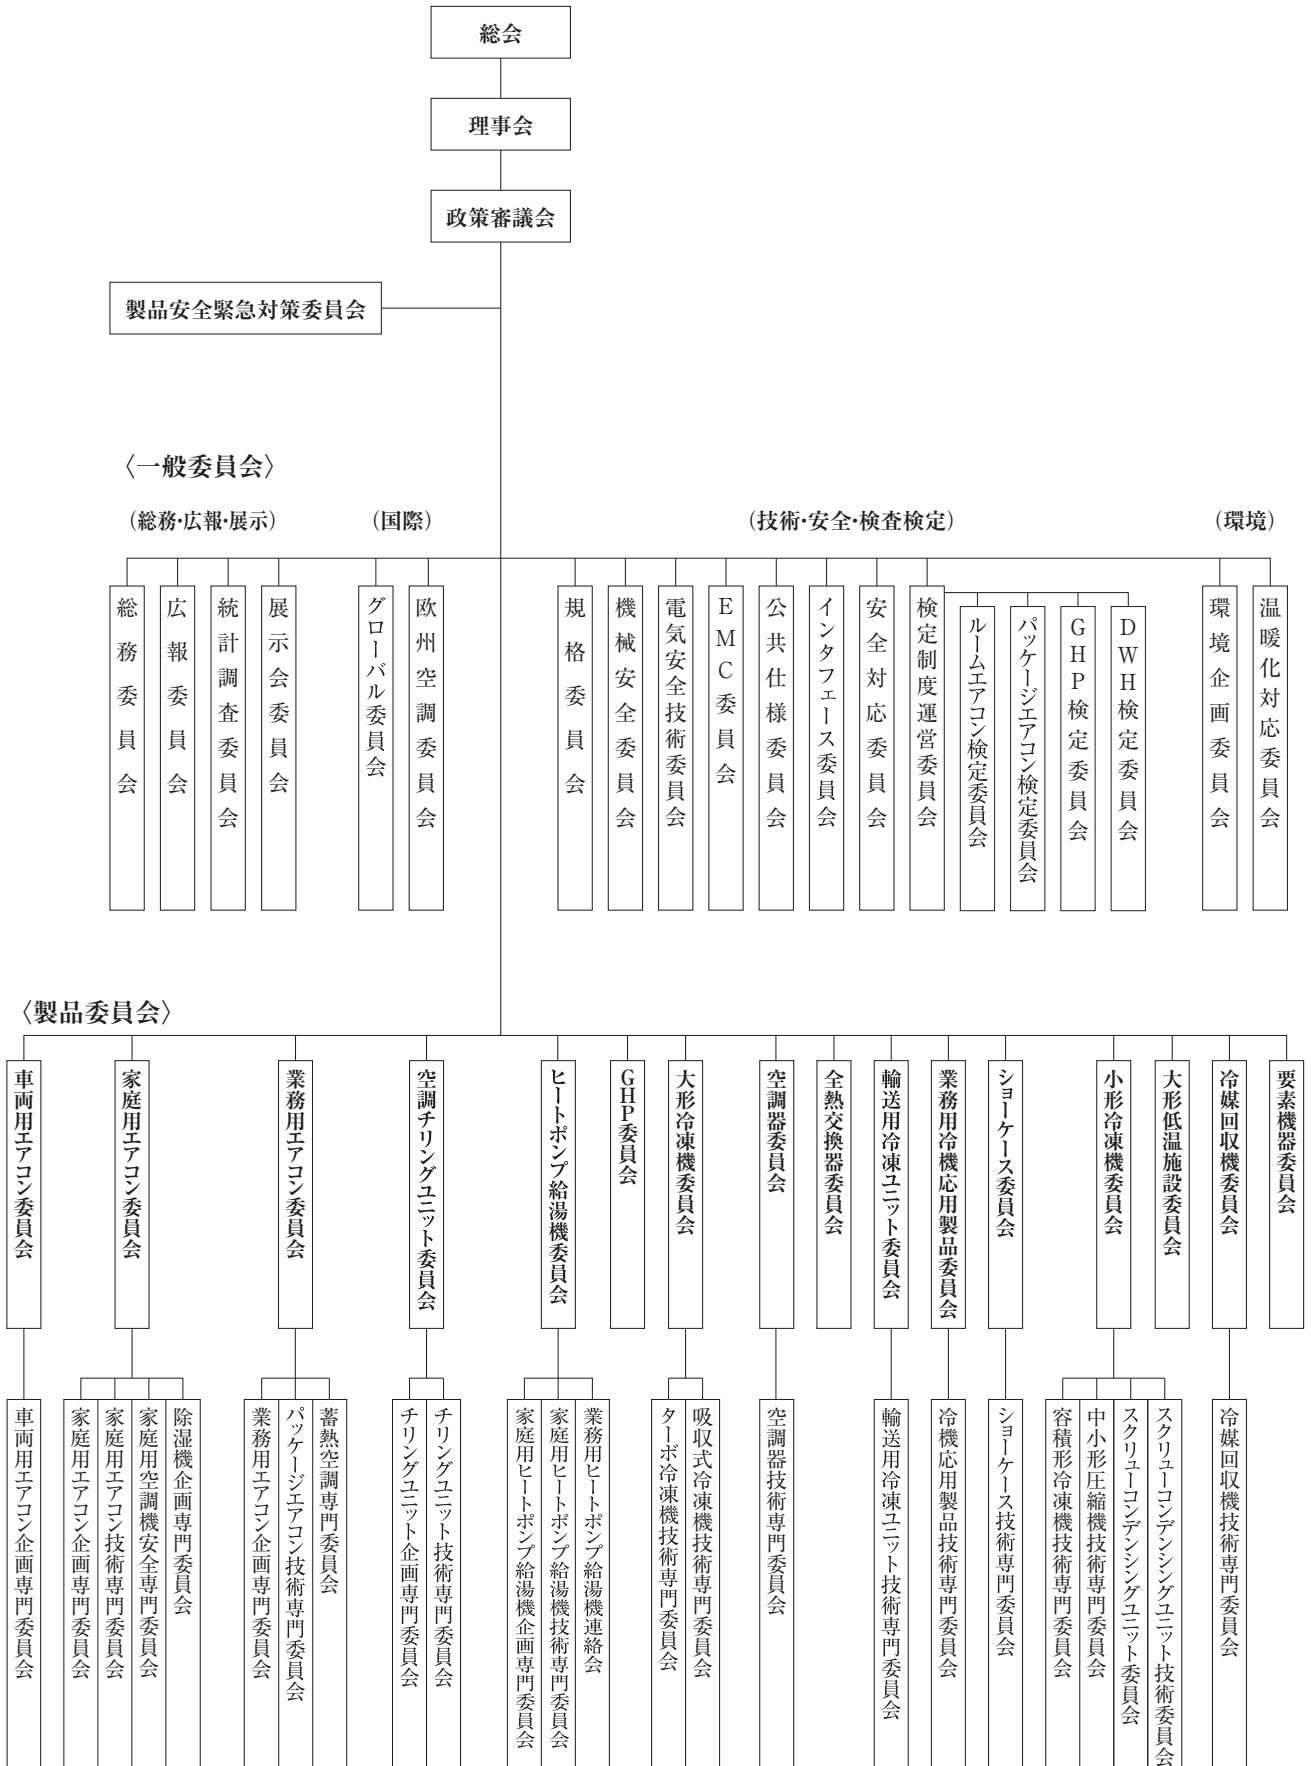 総会
理事会
政策審議会
製品安全緊急対策委員会
〈一般委員会〉
（総務・広報・展示）
（国際）
（技術・安全・検査検定）
（環境）
総務委員会
広報委員会
統計調査委員会
展示会委員会
グローバル委員会
欧州空調委員会
規格委員会
機械安全委員会
電気安全技術委員会
EMC委員会
公共仕様委員会
インタフェース委員会
安全対応委員会
検定制度運営委員会
ルームエアコン検定委員会
パッケージエアコン検定委員会
GHP検定委員会
DWH検定委員会
環境企画委員会
温暖化対応委員会
〈製品委員会〉
車両用エアコン委員会
家庭用エアコン委員会
業務用エアコン委員会
空調チリングユニット委員会
ヒートポンプ給湯機委員会
GHP委員会
大形冷凍機委員会
空調器委員会
全熱交換器委員会
輸送用冷凍ユニット委員会
業務用冷機応用製品委員会
ショーケース委員会
小形冷凍機委員会
大形低温施設委員会
冷媒回収機委員会
要素機器委員会
車両用エアコン企画専門委員会
家庭用エアコン企画専門委員会
家庭用エアコン技術専門委員会
家庭用空調機安全専門委員会
除湿機企画専門委員会
業務用エアコン企画専門委員会
パッケージエアコン技術専門委員会
蓄熱空調専門委員会
チリングユニット企画専門委員会
チリングユニット技術専門委員会
家庭用ヒートポンプ給湯機企画専門委員会
家庭用ヒートポンプ給湯機技術専門委員会
業務用ヒートポンプ給湯機連絡会
ターボ冷凍機技術専門委員会
吸収式冷凍機技術専門委員会
空調器技術専門委員会
輸送用冷凍ユニット技術専門委員会
冷機応用製品技術専門委員会
ショーケース技術専門委員会
容積形冷凍機技術専門委員会
中小形圧縮機技術専門委員会
スクリューコンデンシングユニット委員会
スクリューコンデンシングユニット技術委員会
冷媒回収機技術専門委員会